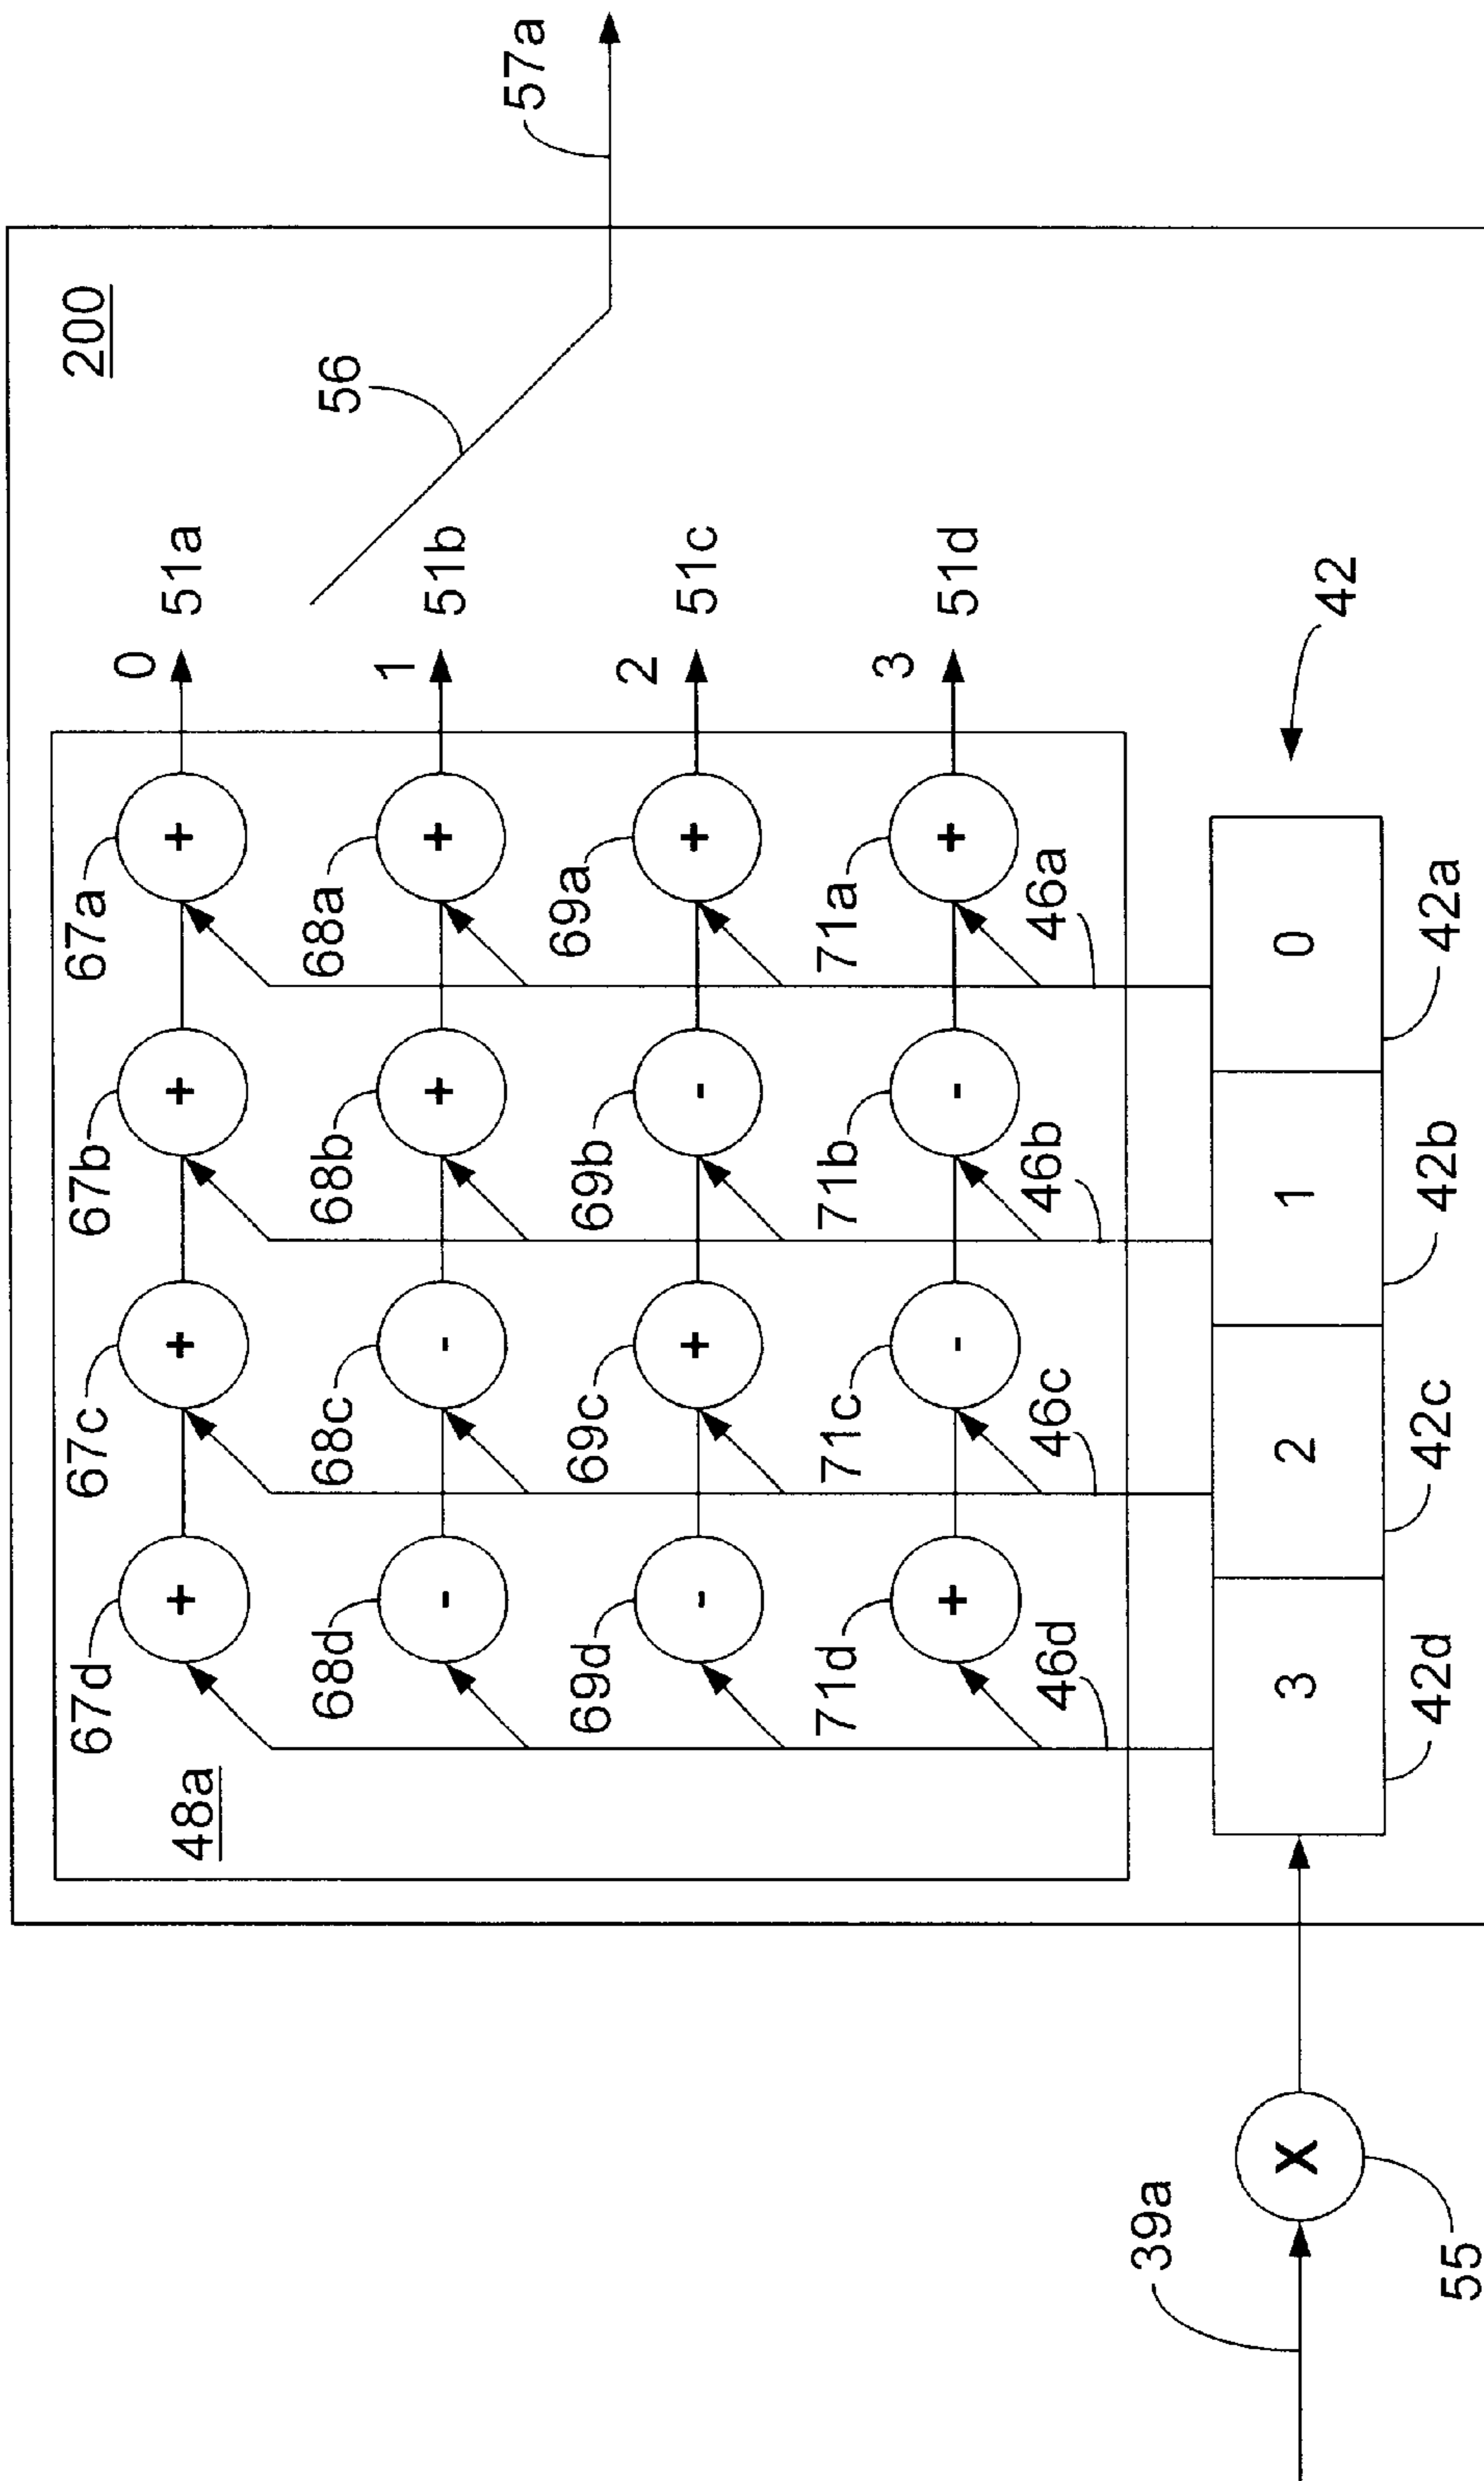 200
57a
56
0
51a
1
51b
2
51c
3
51d
48a
67d
67c
67b
67a
+
+
+
+
68d
68c
68b
68a
-
-
+
+
69d
69c
69b
69a
-
+
-
+
71d
71c
71b
71a
+
-
-
+
46d
46c
46b
46a
3
2
1
0
42
42d
42c
42b
42a
39a
X
55